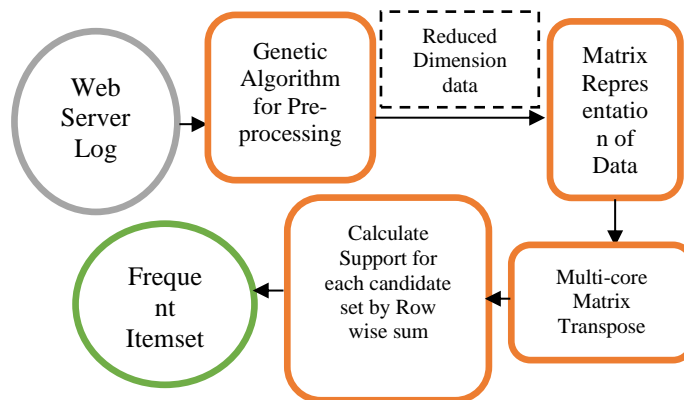 Web
Server
Log
Genetic
Algorithm
for Pre-
processing
Reduced
Dimension
data
Matrix
Repres
entatio
n of
Data
Multi-core
Matrix
Transpose
Calculate
Support for
each candidate
set by Row
wise sum
Freque
nt
Itemset